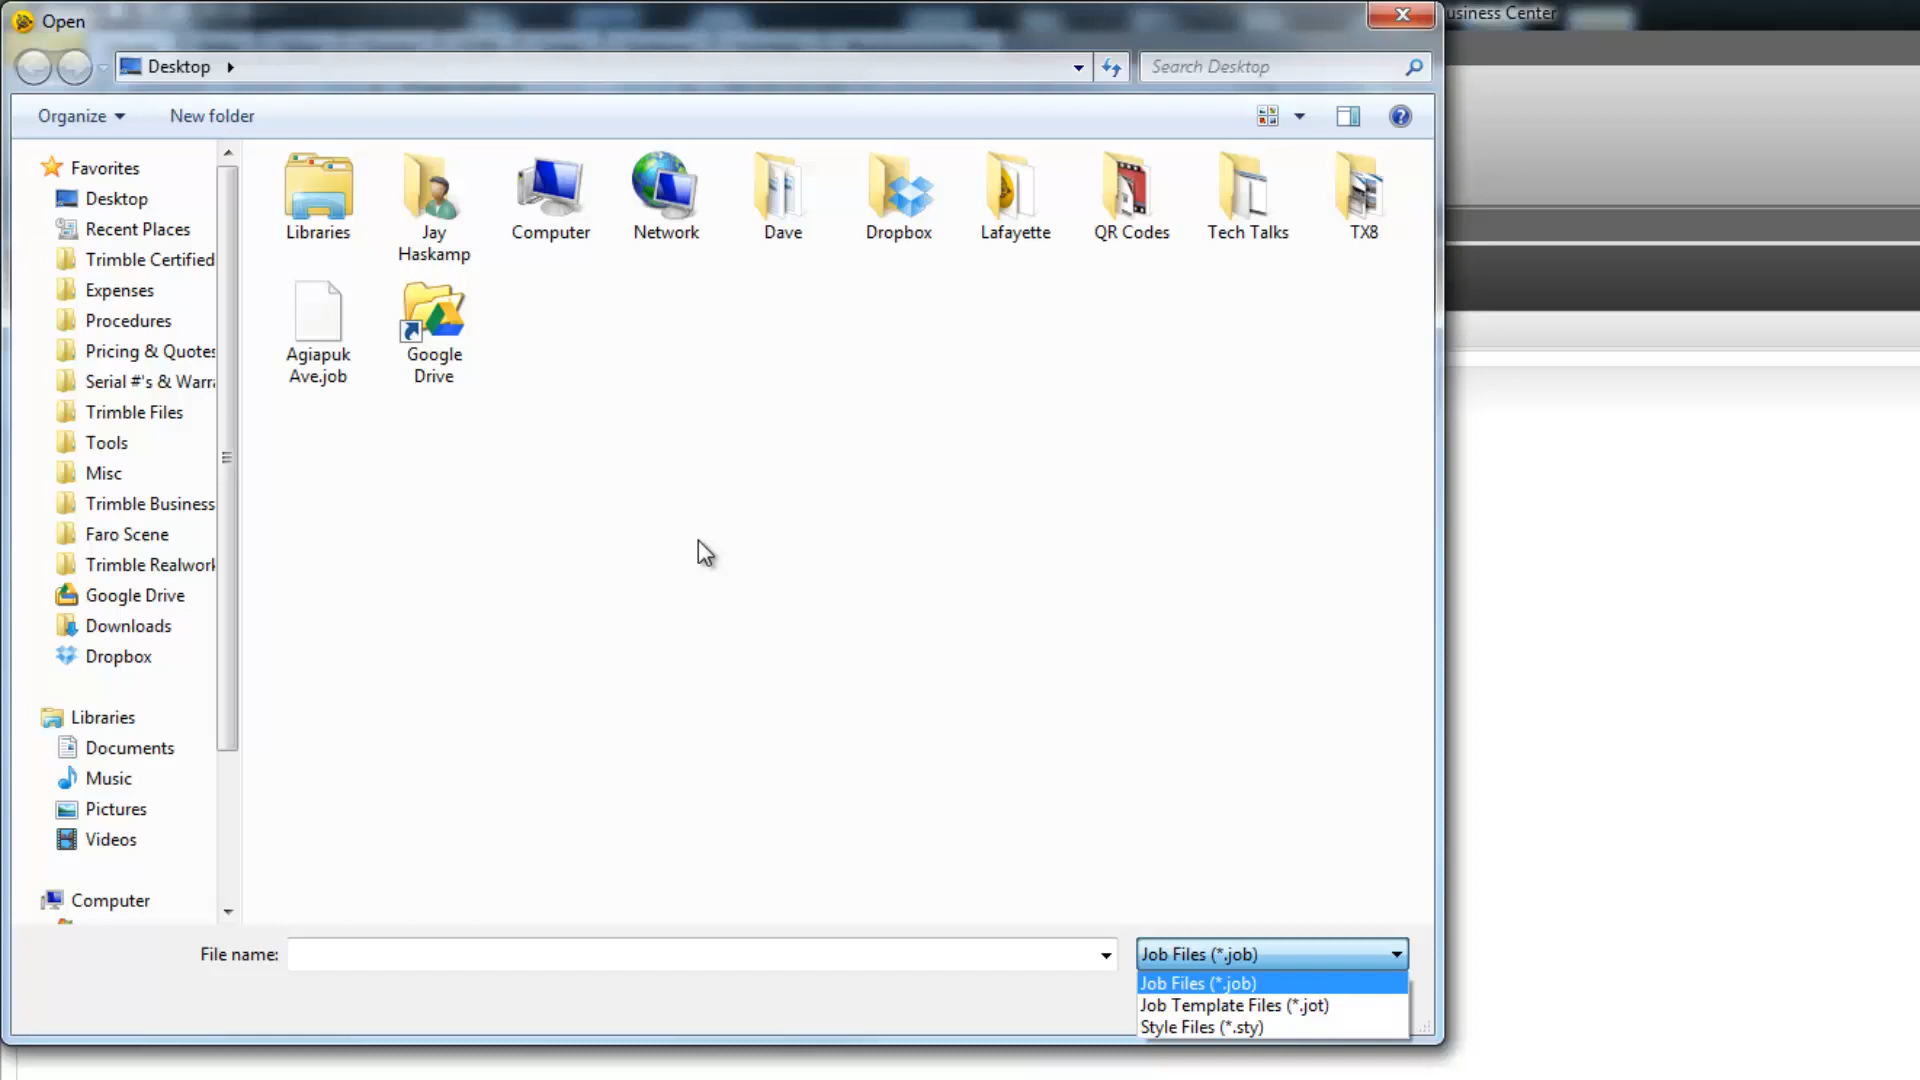 Open
usiness Center
Desktop
Search Desktop
Organize
New folder
Favorites
Desktop
Recent Places
Trimble Certified
Expenses
Procedures
Pricing & Quotes
Serial #'s & Warra
Trimble Files
Tools
Misc
Trimble Business
Faro Scene
Trimble Realwork
Google Drive
Downloads
Dropbox
Libraries
Documents
Music
Pictures
Videos
Computer
Libraries
Jay
Haskamp
Computer
Network
Dave
Dropbox
Lafayette
QR Codes
Tech Talks
TX8
Agiapuk
Ave.job
Google
Drive
File name:
Job Files (*.job)
Job Files (*.job)
Job Template Files (*.jot)
Style Files (*.sty)